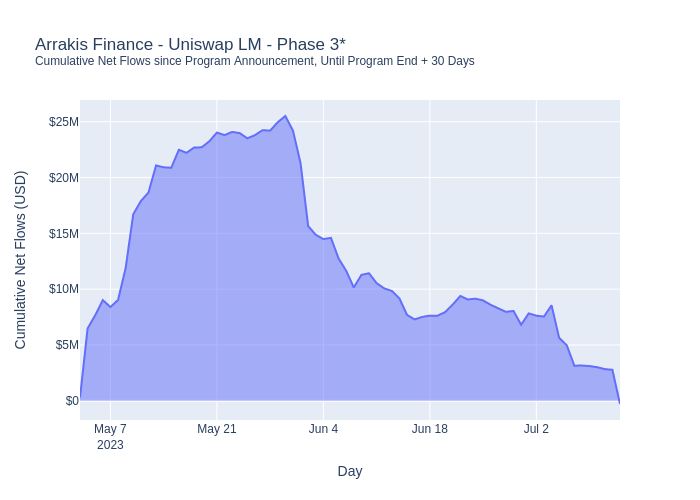 Arrakis Finance - Uniswap LM - Phase 3*
Cumulative Net Flows since Program Announcement, Until Program End + 30 Days
Cumulative Net Flows (USD)
$25M
$20M
$15M
$10M
$5M
$0
May 7
2023
May 21
Jun 4
Jun 18
Jul 2
Day